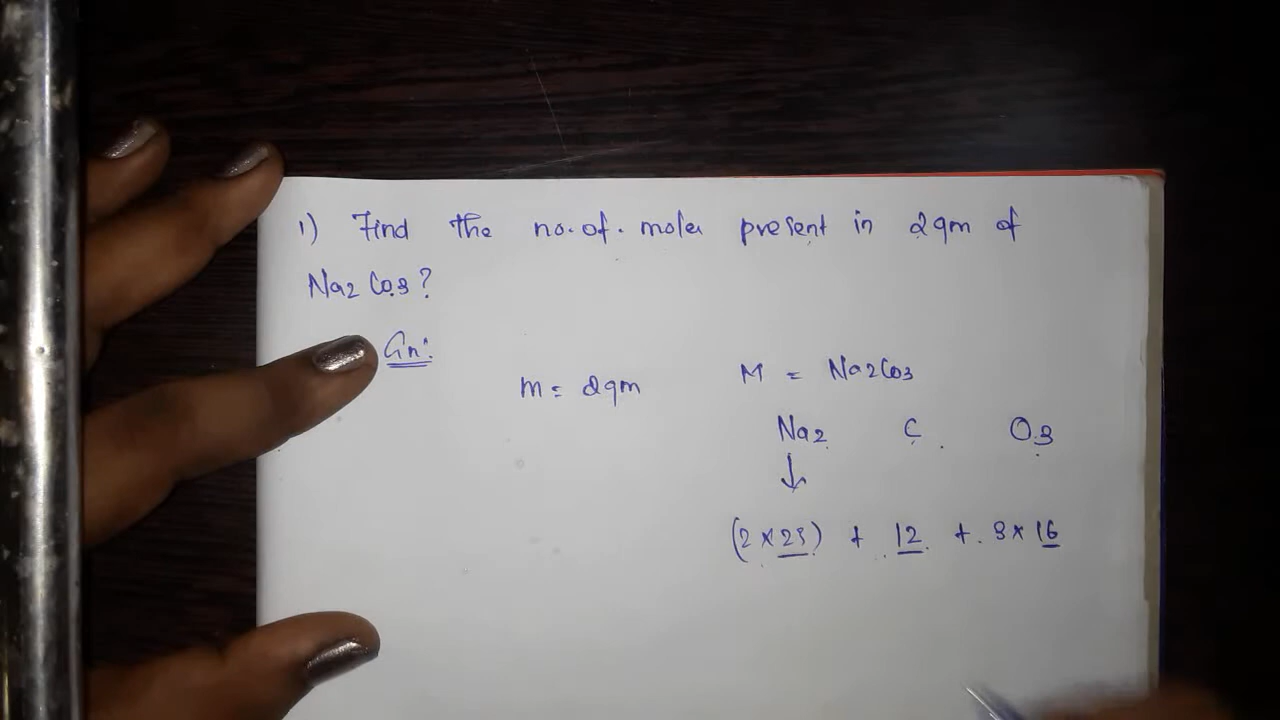 1) Find the no. of. moles present in 2gm of
Na2 Co3?
Gn:
m = 2gm
M = Na2Co3
Na2 C O3
(2 × 23) + 12 + 3 × 16